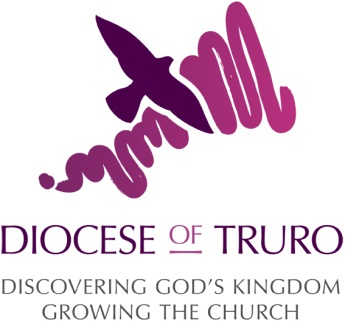 DIOCESE OF TRURO
DISCOVERING GOD'S KINGDOM
GROWING THE CHURCH